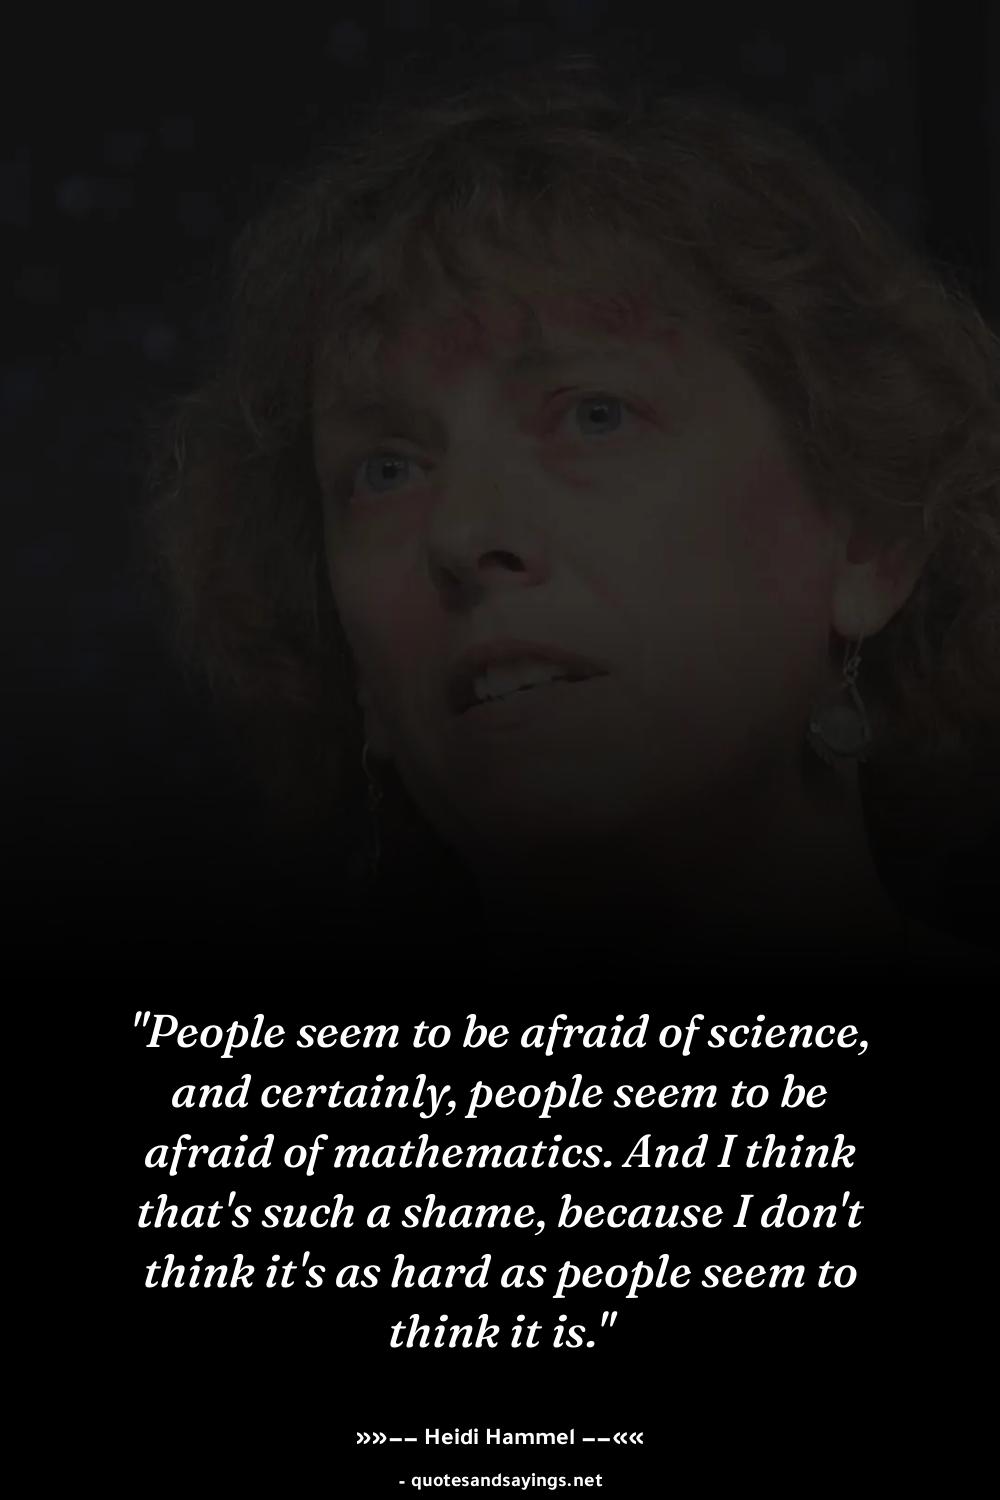 "People seem to be afraid of science,
and certainly, people seem to be
afraid of mathematics. And I think
that's such a shame, because I don't
think it's as hard as people seem to
think it is."
»»−− Heidi Hammel −−««
- quotesandsayings.net